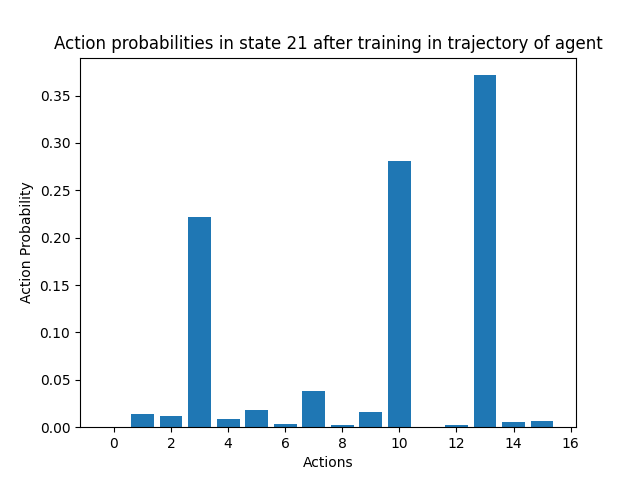 Action probabilities in state 21 after training in trajectory of agent
0.35
0.30
0.25
0.20
0.15
0.10
0.05
0.00
Action Probability
0 2 4 6 8 10 12 14 16
Actions